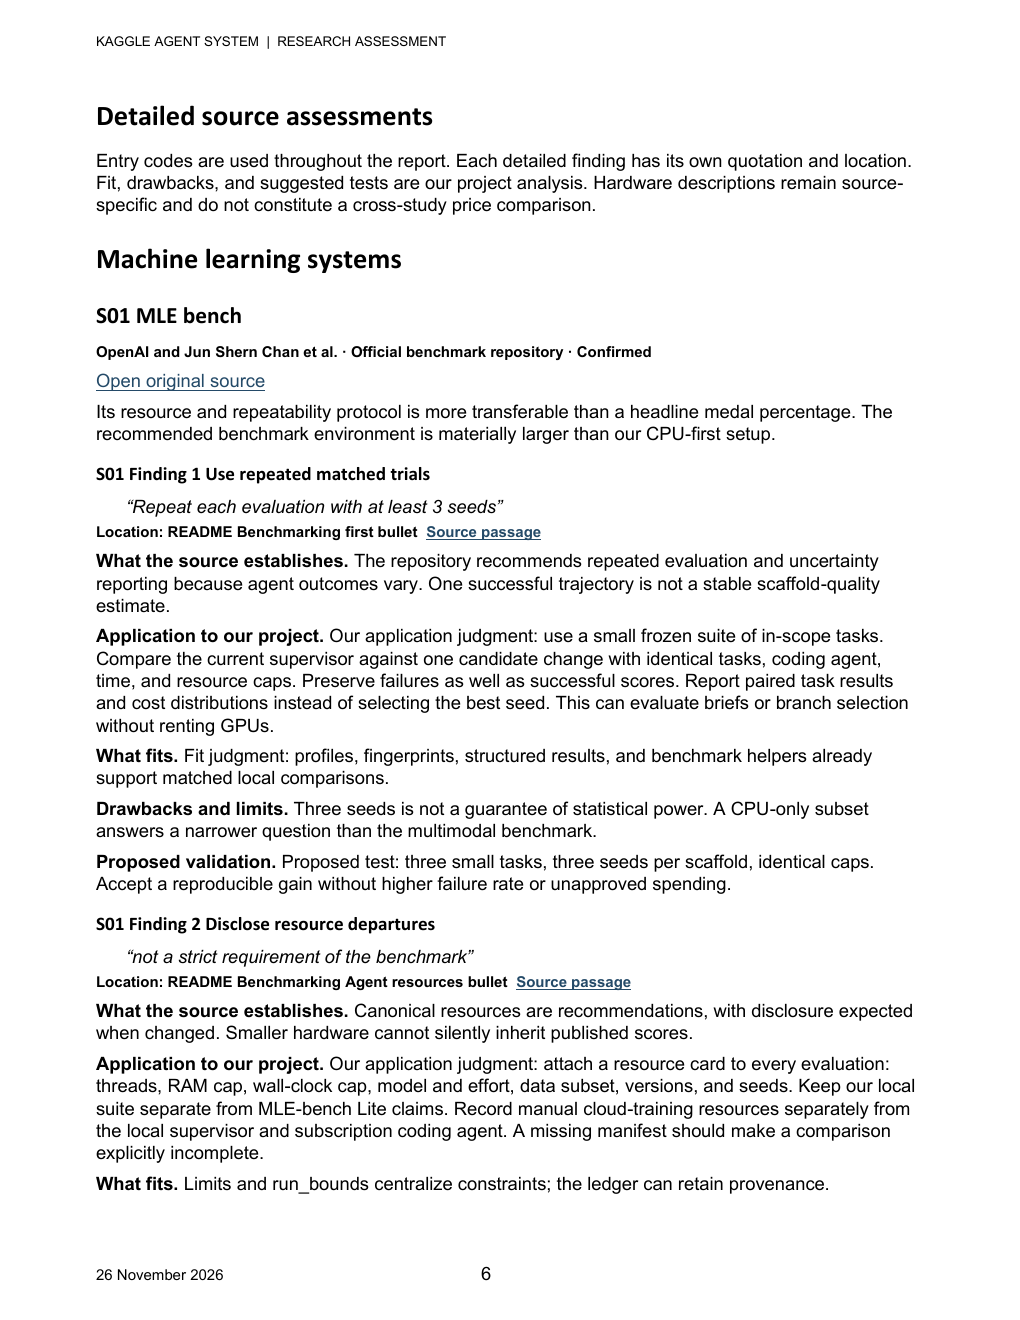 KAGGLE AGENT SYSTEM | RESEARCH ASSESSMENT
Detailed source assessments
Entry codes are used throughout the report. Each detailed finding has its own quotation and location.
Fit, drawbacks, and suggested tests are our project analysis. Hardware descriptions remain source-
specific and do not constitute a cross-study price comparison.
Machine learning systems
S01 MLE bench
OpenAI and Jun Shern Chan et al. · Official benchmark repository · Confirmed
Open original source
Its resource and repeatability protocol is more transferable than a headline medal percentage. The
recommended benchmark environment is materially larger than our CPU-first setup.
S01 Finding 1 Use repeated matched trials
“Repeat each evaluation with at least 3 seeds”
Location: README Benchmarking first bullet Source passage
What the source establishes. The repository recommends repeated evaluation and uncertainty
reporting because agent outcomes vary. One successful trajectory is not a stable scaffold-quality
estimate.
Application to our project. Our application judgment: use a small frozen suite of in-scope tasks.
Compare the current supervisor against one candidate change with identical tasks, coding agent,
time, and resource caps. Preserve failures as well as successful scores. Report paired task results
and cost distributions instead of selecting the best seed. This can evaluate briefs or branch selection
without renting GPUs.
What fits. Fit judgment: profiles, fingerprints, structured results, and benchmark helpers already
support matched local comparisons.
Drawbacks and limits. Three seeds is not a guarantee of statistical power. A CPU-only subset
answers a narrower question than the multimodal benchmark.
Proposed validation. Proposed test: three small tasks, three seeds per scaffold, identical caps.
Accept a reproducible gain without higher failure rate or unapproved spending.
S01 Finding 2 Disclose resource departures
“not a strict requirement of the benchmark”
Location: README Benchmarking Agent resources bullet Source passage
What the source establishes. Canonical resources are recommendations, with disclosure expected
when changed. Smaller hardware cannot silently inherit published scores.
Application to our project. Our application judgment: attach a resource card to every evaluation:
threads, RAM cap, wall-clock cap, model and effort, data subset, versions, and seeds. Keep our local
suite separate from MLE-bench Lite claims. Record manual cloud-training resources separately from
the local supervisor and subscription coding agent. A missing manifest should make a comparison
explicitly incomplete.
What fits. Limits and run_bounds centralize constraints; the ledger can retain provenance.
26 November 2026
6